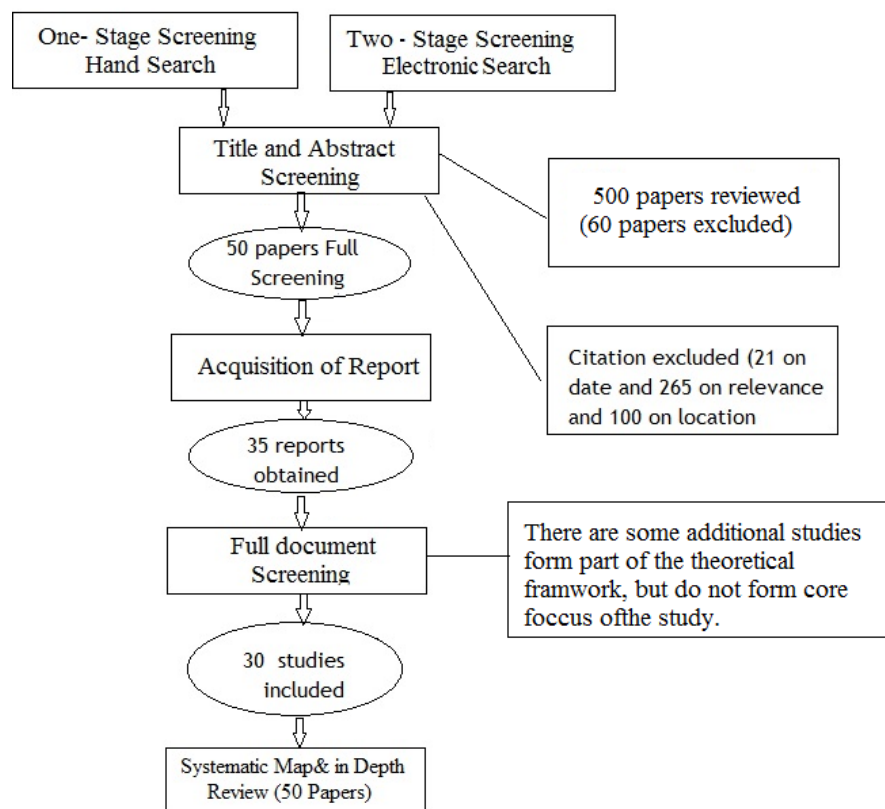 One- Stage Screening
Hand Search
Two - Stage Screening
Electronic Search
Title and Abstract
Screening
500 papers reviewed
(60 papers excluded)
50 papers Full
Screening
Citation excluded (21 on
date and 265 on relevance
and 100 on location
Acquisition of Report
35 reports
obtained
There are some additional studies
form part of the theoretical
framwork, but do not form core
foccus ofthe study.
Full document
Screening
30 studies
included
Systematic Map& in Depth
Review (50 Papers)